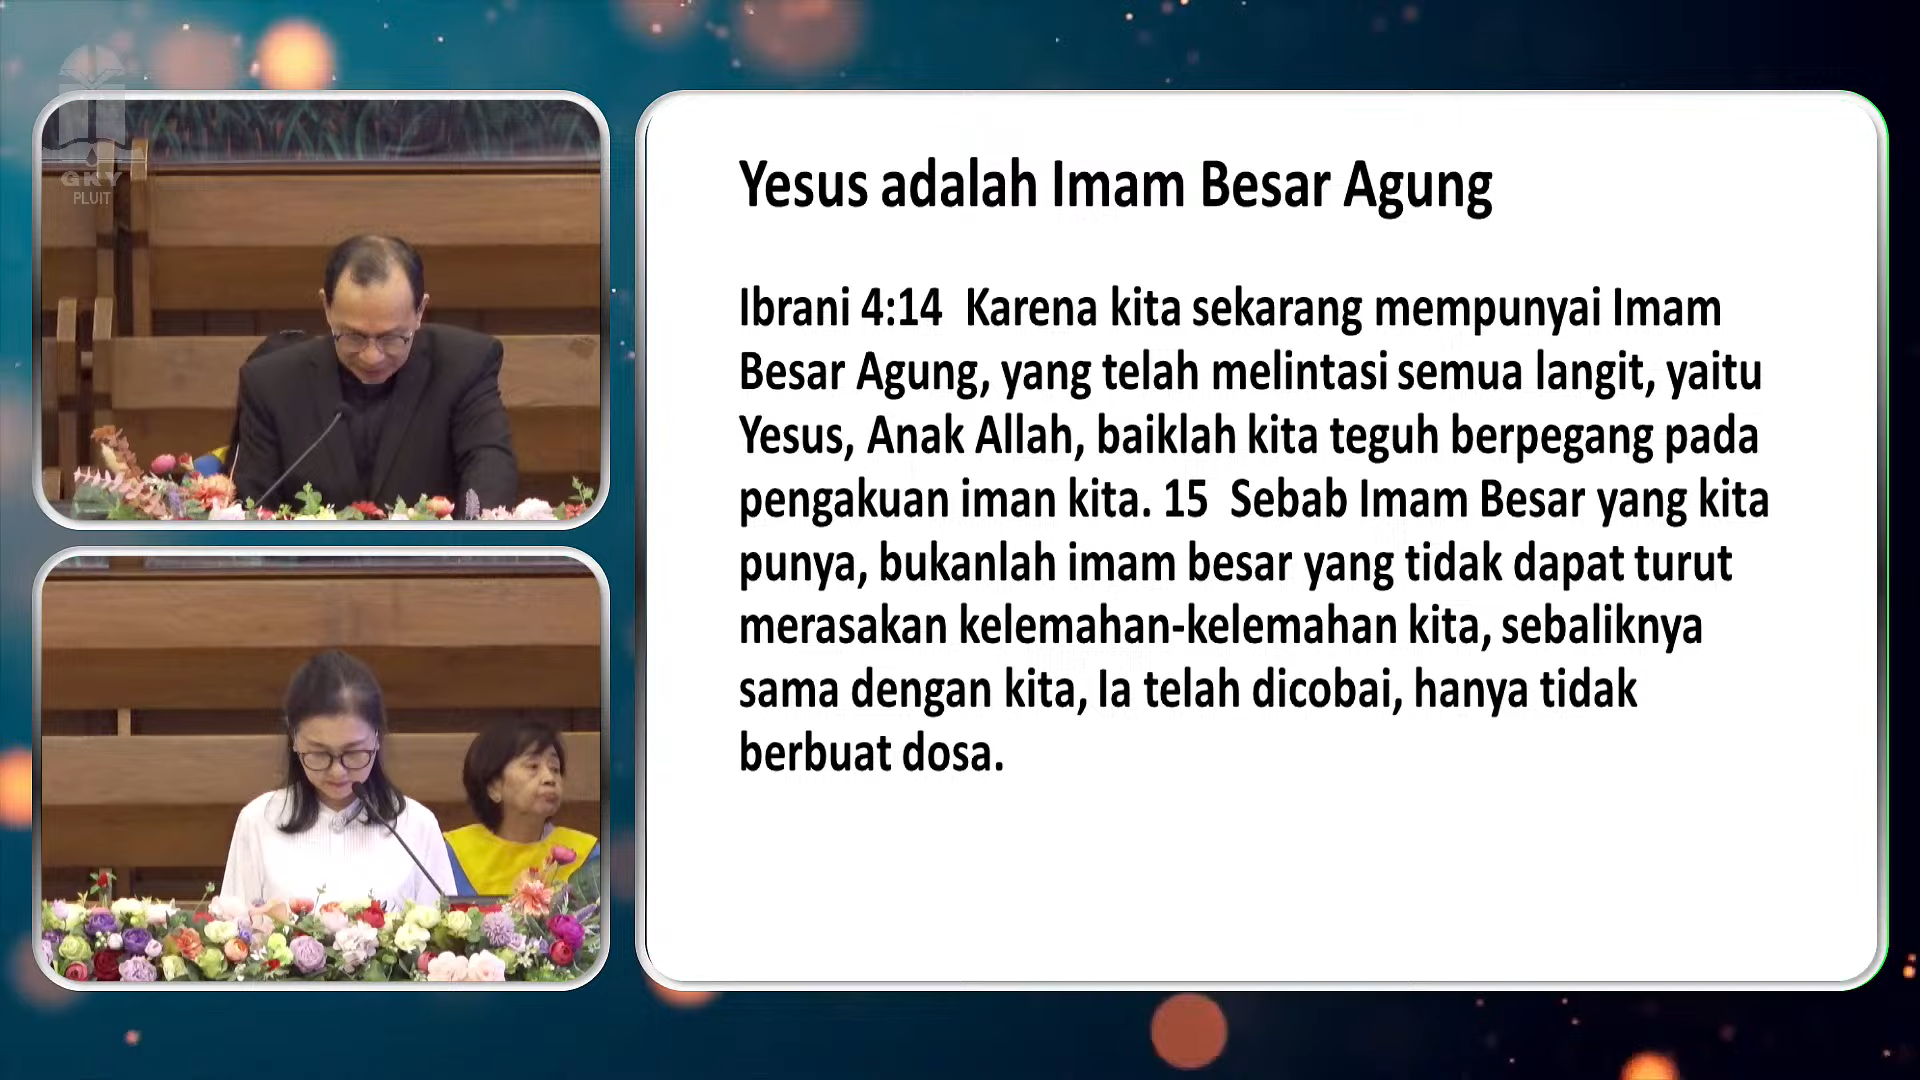 GKY
PLUIT
Yesus adalah Imam Besar Agung
Ibrani 4:14  Karena kita sekarang mempunyai Imam
Besar Agung, yang telah melintasi semua langit, yaitu
Yesus, Anak Allah, baiklah kita teguh berpegang pada
pengakuan iman kita. 15  Sebab Imam Besar yang kita
punya, bukanlah imam besar yang tidak dapat turut
merasakan kelemahan-kelemahan kita, sebaliknya
sama dengan kita, Ia telah dicobai, hanya tidak
berbuat dosa.